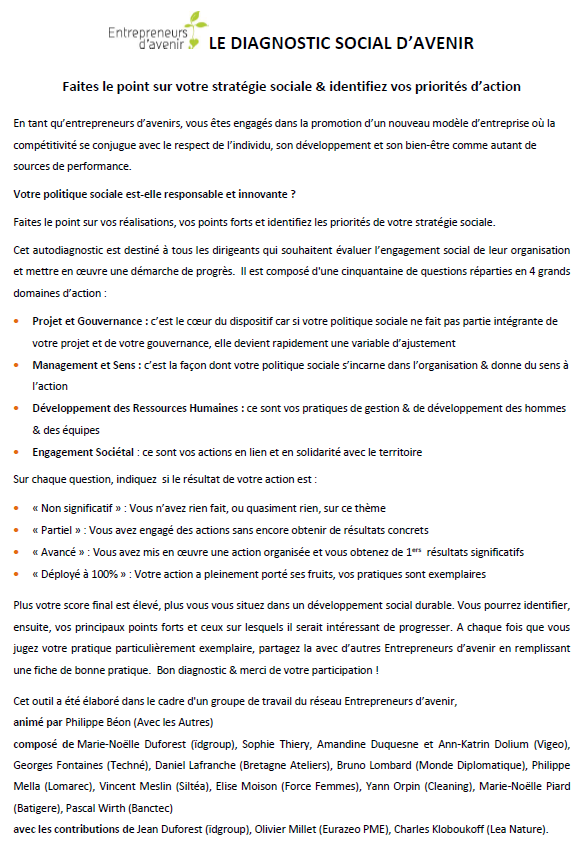 Entrepreneurs
d'avenir
LE DIAGNOSTIC SOCIAL D'AVENIR
Faites le point sur votre stratégie sociale & identifiez vos priorités d'action
En tant qu'entrepreneurs d'avenirs, vous êtes engagés dans la promotion d'un nouveau modèle d'entreprise où la
compétitivité se conjugue avec le respect de l'individu, son développement et son bien-être comme autant de
sources de performance.
Votre politique sociale est-elle responsable et innovante ?
Faites le point sur vos réalisations, vos points forts et identifiez les priorités de votre stratégie sociale.
Cet autodiagnostic est destiné à tous les dirigeants qui souhaitent évaluer l'engagement social de leur organisation
et mettre en œuvre une démarche de progrès. Il est composé d'une cinquantaine de questions réparties en 4 grands
domaines d'action :
• Projet et Gouvernance : c'est le cœur du dispositif car si votre politique sociale ne fait pas partie intégrante de
votre projet et de votre gouvernance, elle devient rapidement une variable d'ajustement
• Management et Sens : c'est la façon dont votre politique sociale s'incarne dans l'organisation & donne du sens à
l'action
• Développement des Ressources Humaines : ce sont vos pratiques de gestion & de développement des hommes
& des équipes
• Engagement Sociétal : ce sont vos actions en lien et en solidarité avec le territoire
Sur chaque question, indiquez si le résultat de votre action est :
• « Non significatif » : Vous n'avez rien fait, ou quasiment rien, sur ce thème
• « Partiel » : Vous avez engagé des actions sans encore obtenir de résultats concrets
• « Avancé » : Vous avez mis en œuvre une action organisée et vous obtenez de 1ers résultats significatifs
• « Déployé à 100% » : Votre action a pleinement porté ses fruits, vos pratiques sont exemplaires
Plus votre score final est élevé, plus vous vous situez dans un développement social durable. Vous pourrez identifier,
ensuite, vos principaux points forts et ceux sur lesquels il serait intéressant de progresser. A chaque fois que vous
jugez votre pratique particulièrement exemplaire, partagez la avec d'autres Entrepreneurs d'avenir en remplissant
une fiche de bonne pratique. Bon diagnostic & merci de votre participation !
Cet outil a été élaboré dans le cadre d'un groupe de travail du réseau Entrepreneurs d'avenir,
animé par Philippe Béon (Avec les Autres)
composé de Marie-Noëlle Duforest (ïdgroup), Sophie Thiery, Amandine Duquesne et Ann-Katrin Dolium (Vigeo),
Georges Fontaines (Techné), Daniel Lafranche (Bretagne Ateliers), Bruno Lombard (Monde Diplomatique), Philippe
Mella (Lomarec), Vincent Meslin (Siltéa), Elise Moison (Force Femmes), Yann Orpin (Cleaning), Marie-Noëlle Piard
(Batigere), Pascal Wirth (Banctec)
avec les contributions de Jean Duforest (ïdgroup), Olivier Millet (Eurazeo PME), Charles Kloboukoff (Lea Nature).